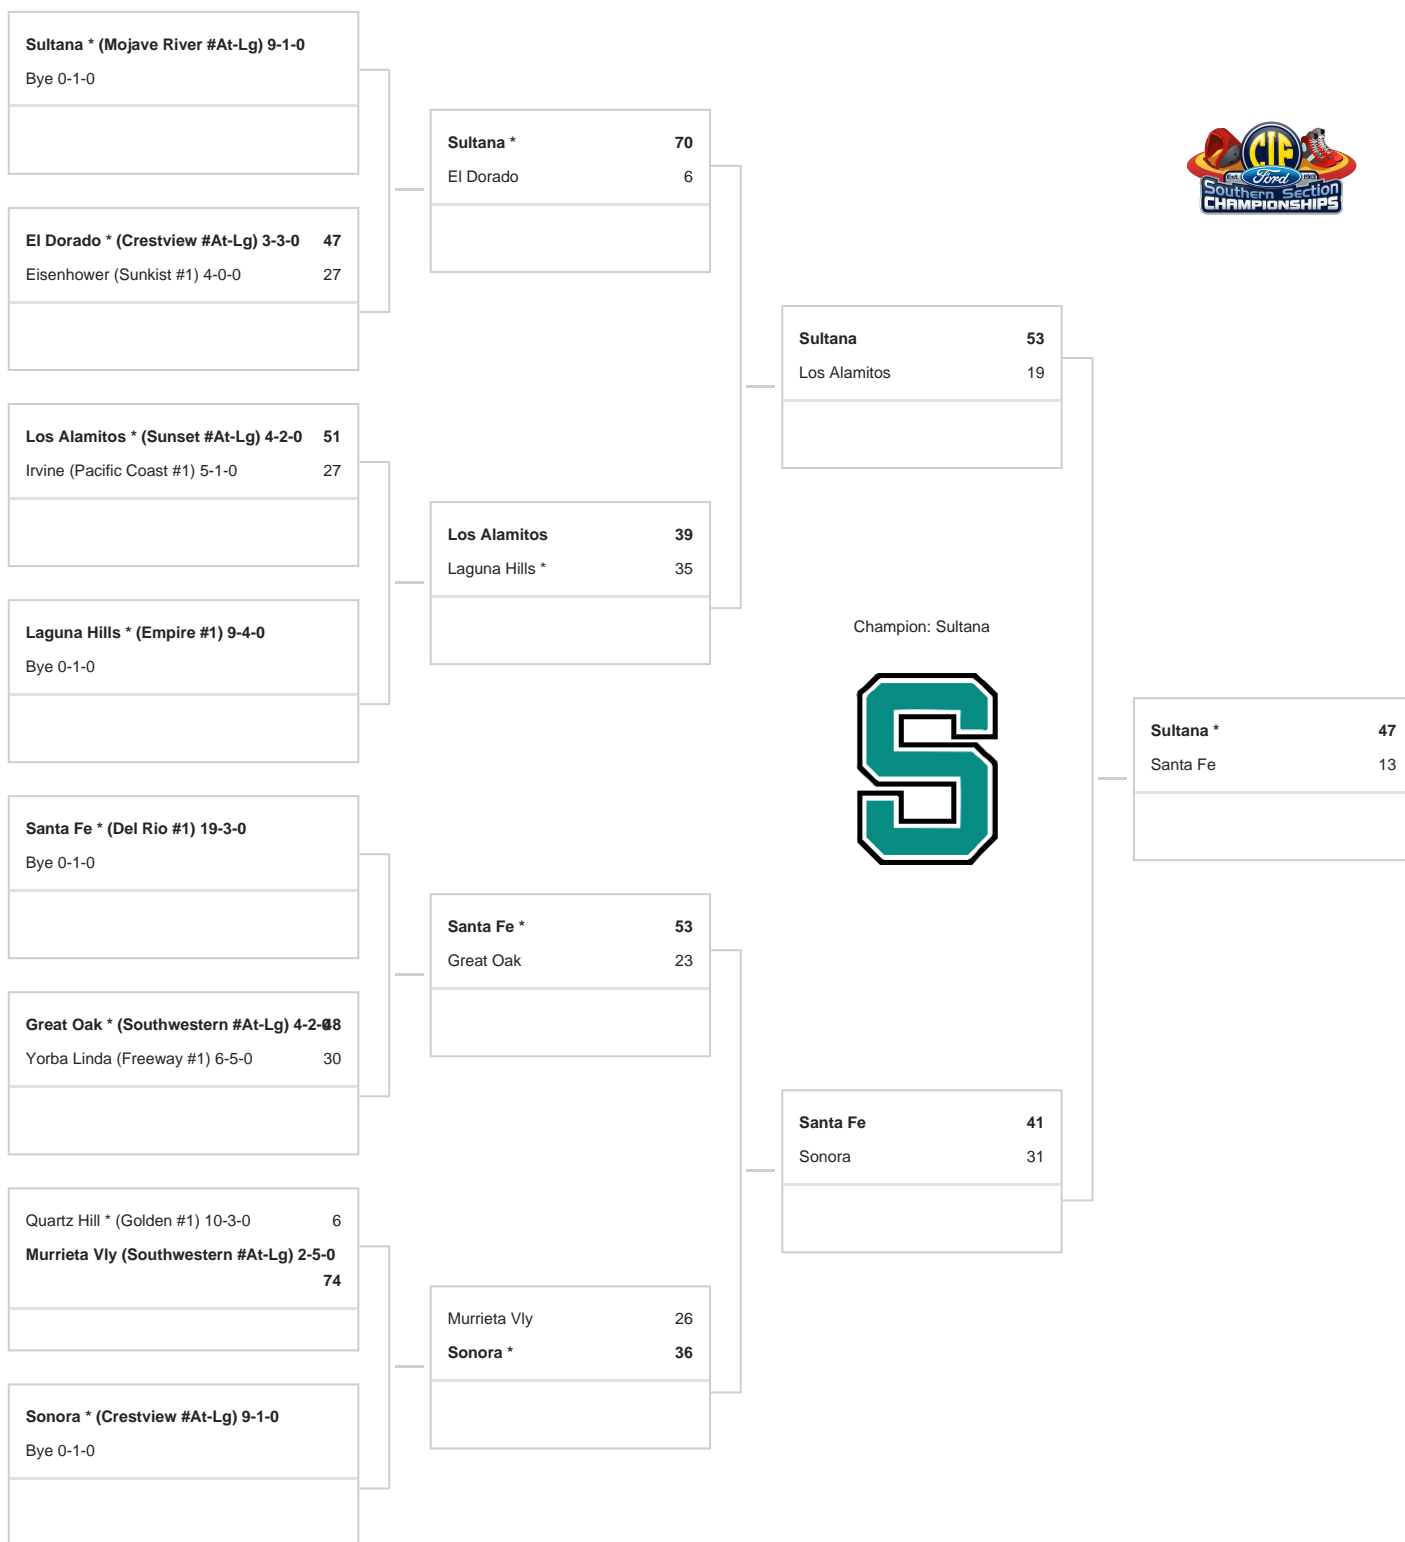 Sultana * (Mojave River #At-Lg) 9-1-0
Bye 0-1-0
El Dorado * (Crestview #At-Lg) 3-3-0 47
Eisenhower (Sunkist #1) 4-0-0 27
Los Alamitos * (Sunset #At-Lg) 4-2-0 51
Irvine (Pacific Coast #1) 5-1-0 27
Laguna Hills * (Empire #1) 9-4-0
Bye 0-1-0
Santa Fe * (Del Rio #1) 19-3-0
Bye 0-1-0
Great Oak * (Southwestern #At-Lg) 4-2-0 48
Yorba Linda (Freeway #1) 6-5-0 30
Quartz Hill * (Golden #1) 10-3-0 6
Murrieta Vly (Southwestern #At-Lg) 2-5-0
74
Sonora * (Crestview #At-Lg) 9-1-0
Bye 0-1-0
Sultana * 70
El Dorado 6
Los Alamitos 39
Laguna Hills * 35
Santa Fe * 53
Great Oak 23
Murrieta Vly 26
Sonora * 36
Sultana 53
Los Alamitos 19
Santa Fe 41
Sonora 31
Champion: Sultana
S
Sultana * 47
Santa Fe 13
CIF
Est. Ford 1913
Southern Section
CHAMPIONSHIPS